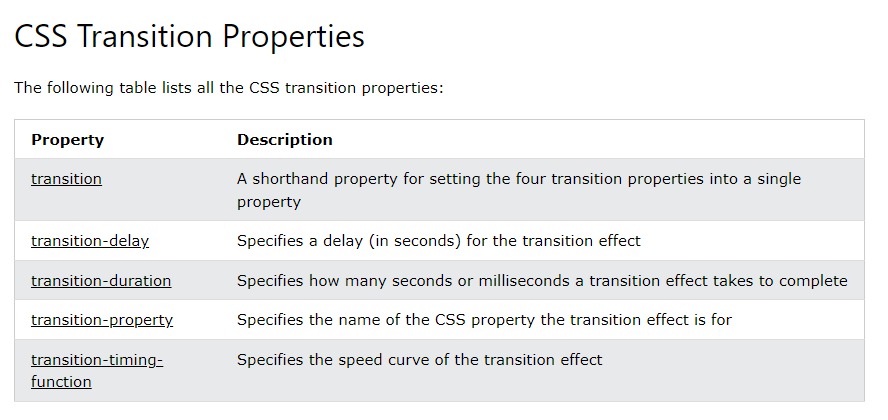 CSS Transition Properties
The following table lists all the CSS transition properties:
Property Description
transition A shorthand property for setting the four transition properties into a single
property
transition-delay Specifies a delay (in seconds) for the transition effect
transition-duration Specifies how many seconds or milliseconds a transition effect takes to complete
transition-property Specifies the name of the CSS property the transition effect is for
transition-timing- Specifies the speed curve of the transition effect
function